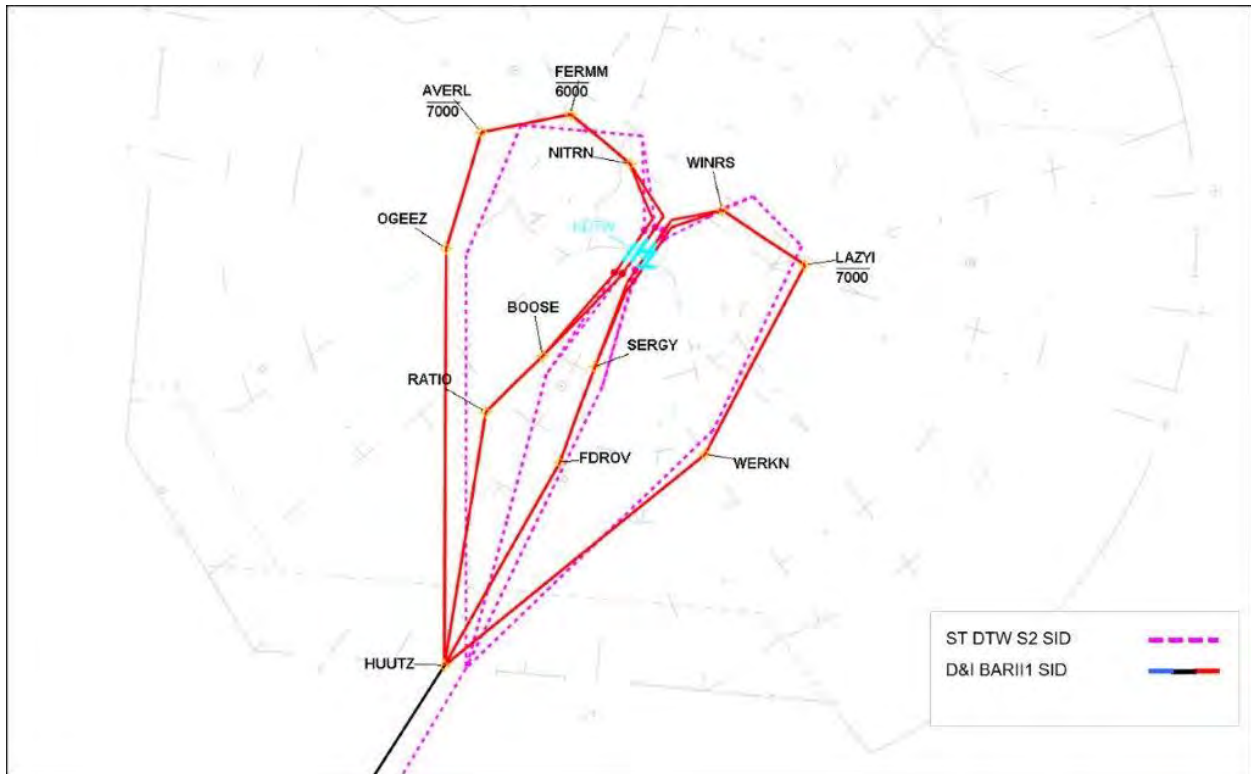 FERMM
6000
AVERL
7000
NITRN
WINRS
OGEEZ
KDTW
LAZYI
7000
BOOSE
SERGY
RATIO
FDROV
WERKN
HUUTZ
ST DTW S2 SID
D&I BARII1 SID